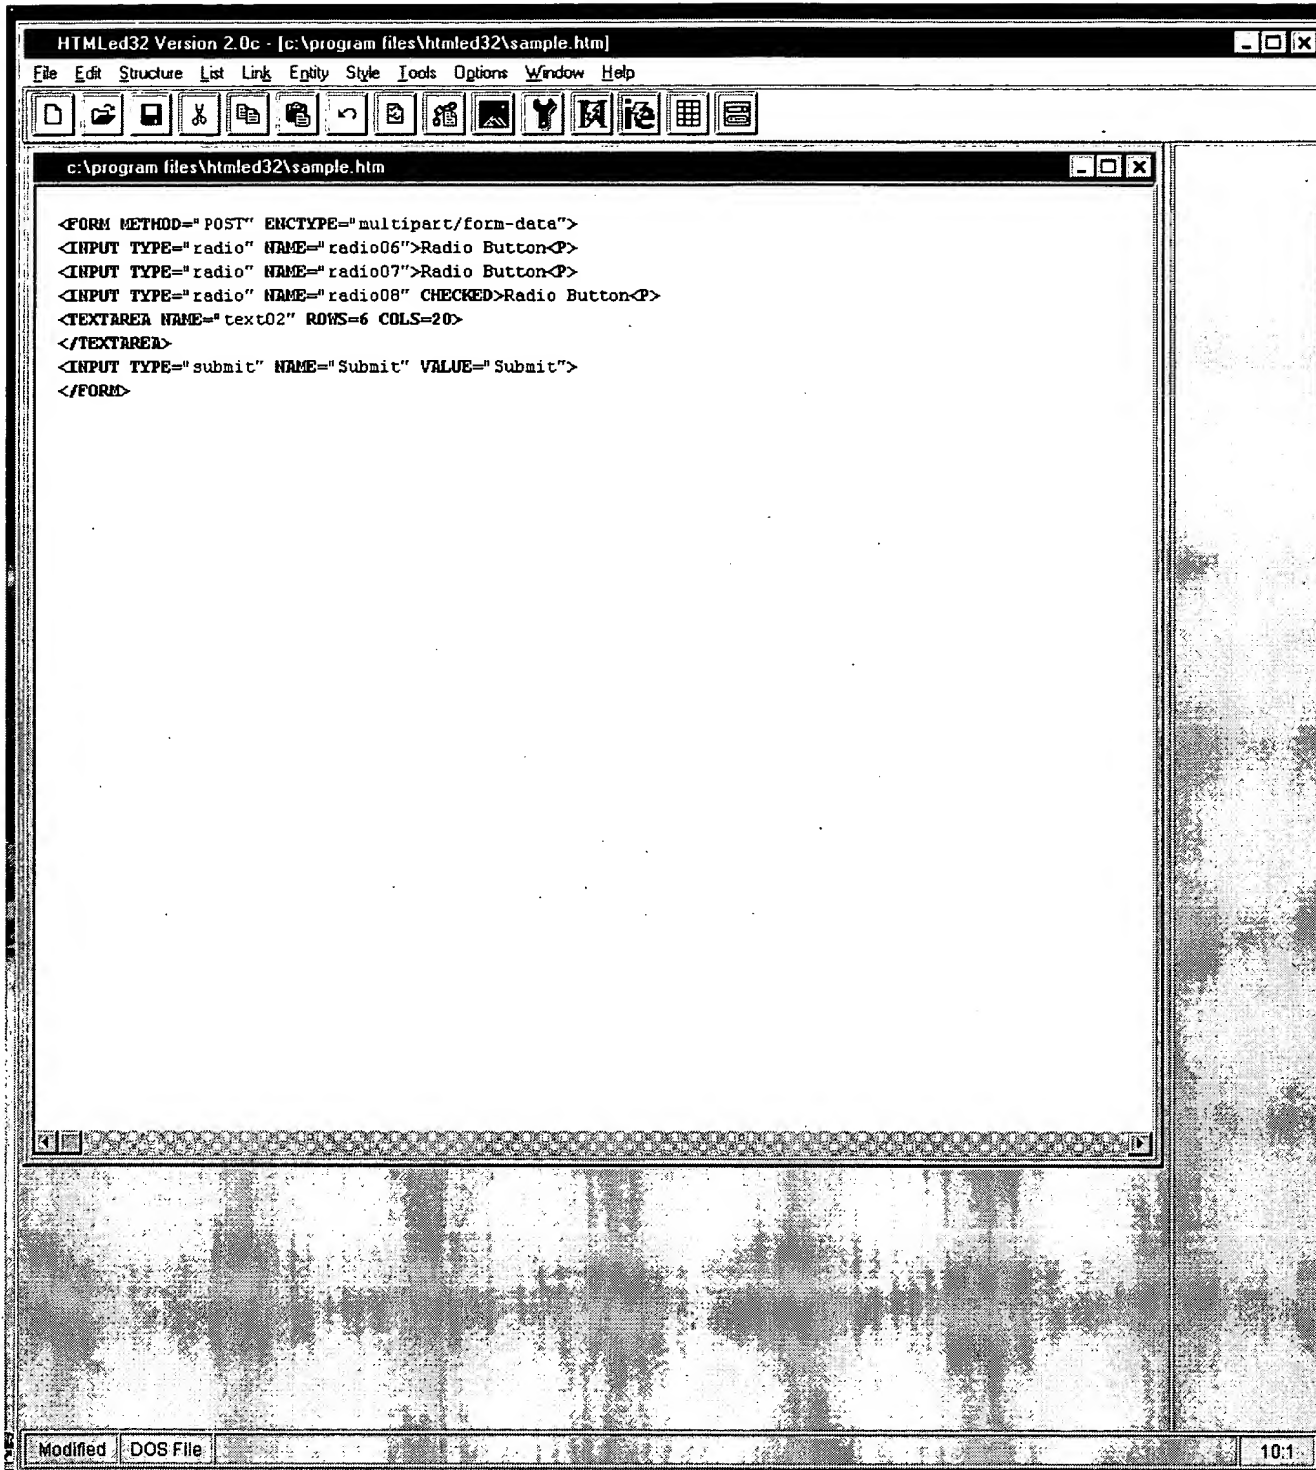 HTMLed32 Version 2.0c - [c:\program files\htmled32\sample.htm]
File Edit Structure List Link Entity Style Tools Options Window Help
ie
c:\program files\htmled32\sample.htm
<FORM METHOD="POST" ENCTYPE="multipart/form-data">
<INPUT TYPE="radio" NAME="radio06">Radio Button<P>
<INPUT TYPE="radio" NAME="radio07">Radio Button<P>
<INPUT TYPE="radio" NAME="radio08" CHECKED>Radio Button<P>
<TEXTAREA NAME="text02" ROWS=6 COLS=20>
</TEXTAREA>
<INPUT TYPE="submit" NAME="Submit" VALUE="Submit">
</FORM>
Modified DOS File 10:1